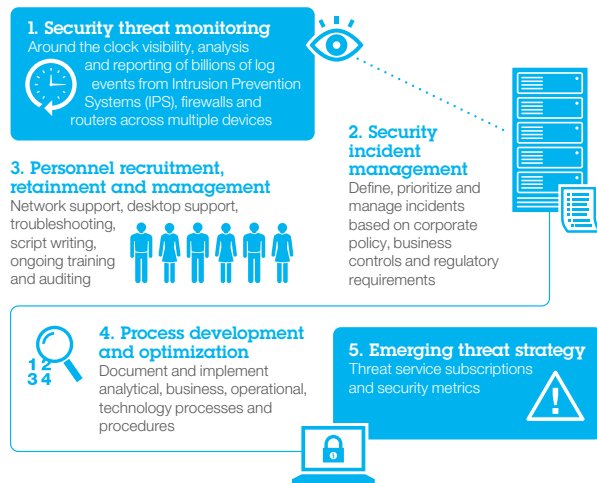 1. Security threat monitoring
Around the clock visibility, analysis
and reporting of billions of log
events from Intrusion Prevention
Systems (IPS), firewalls and
routers across multiple devices
2. Security
incident
management
Define, prioritize and
manage incidents
based on corporate
policy, business
controls and regulatory
requirements
3. Personnel recruitment,
retainment and management
Network support, desktop support,
troubleshooting,
script writing,
ongoing training
and auditing
4. Process development
and optimization
Document and implement
analytical, business, operational,
technology processes and
procedures
1 2
3 4
5. Emerging threat strategy
Threat service subscriptions
and security metrics